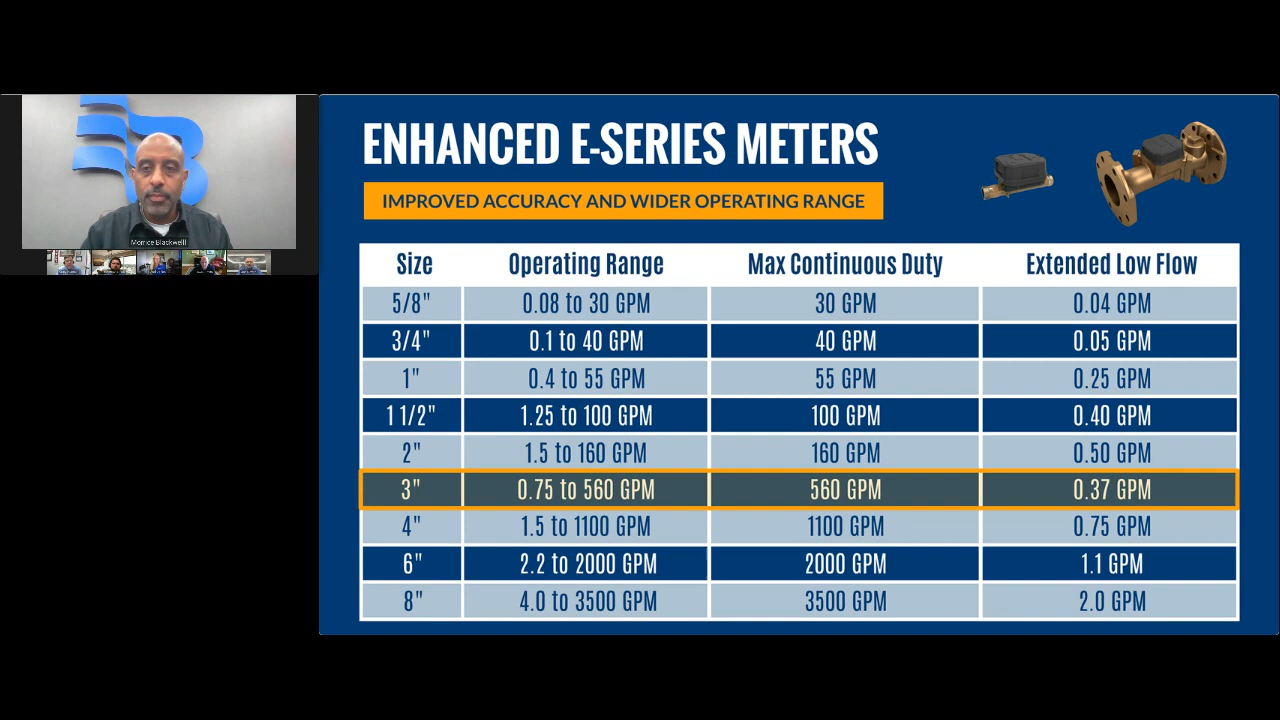 Morrice Blackwell
ENHANCED E-SERIES METERS
IMPROVED ACCURACY AND WIDER OPERATING RANGE
Size Operating Range Max Continuous Duty Extended Low Flow
5/8" 0.08 to 30 GPM 30 GPM 0.04 GPM
3/4" 0.1 to 40 GPM 40 GPM 0.05 GPM
1" 0.4 to 55 GPM 55 GPM 0.25 GPM
1 1/2" 1.25 to 100 GPM 100 GPM 0.40 GPM
2" 1.5 to 160 GPM 160 GPM 0.50 GPM
3" 0.75 to 560 GPM 560 GPM 0.37 GPM
4" 1.5 to 1100 GPM 1100 GPM 0.75 GPM
6" 2.2 to 2000 GPM 2000 GPM 1.1 GPM
8" 4.0 to 3500 GPM 3500 GPM 2.0 GPM